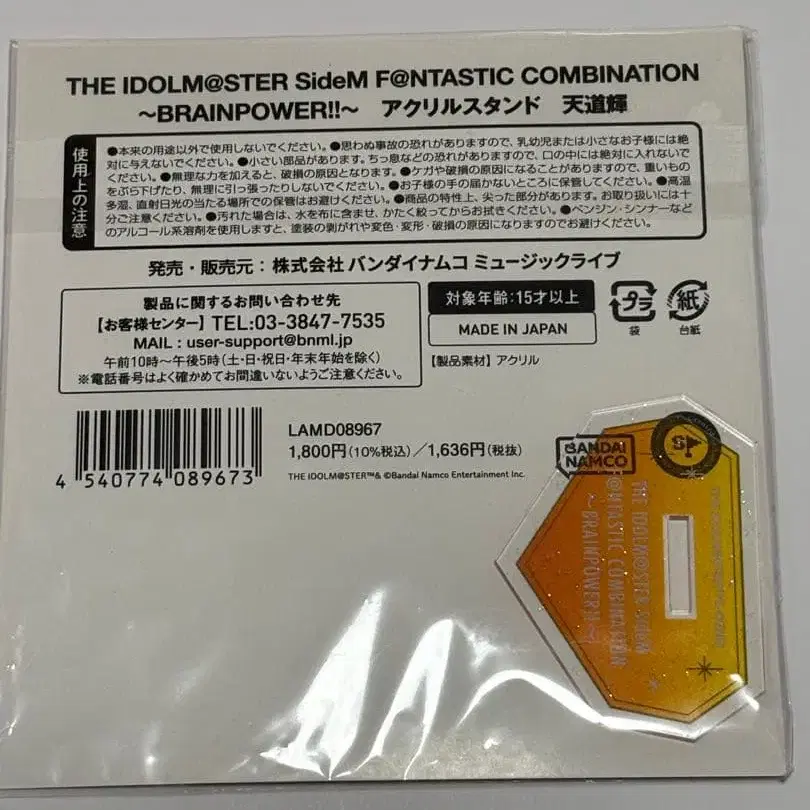 THE IDOLM@STER SideM F@NTASTIC COMBINATION
～BRAINPOWER!!～ アクリルスタンド 天道輝
使用上の注意
●本来の用途以外で使用しないでください。●思わぬ事故の恐れがありますので、乳幼児または小さなお子様には絶
対に与えないでください。●小さい部品があります。ちっ息などの恐れがありますので、口の中には絶対に入れないで
ください。●無理な力を加えると、破損の原因となります。●ケガや破損の原因になることがありますので、重いもの
をぶら下げたり、無理に引っ張ったりしないでください。●お子様の手の届かないところに保管してください。●高温
多湿、直射日光の当たる場所での保管はお避けください。●商品の特性上、尖った部分があります。お取り扱いには十
分ご注意ください。●汚れた場合は、水を布に含ませ、かたく絞ってからお拭きください。●ベンジン・シンナーなど
のアルコール系溶剤を使用しますと、塗装の剥がれや変色・変形・破損の原因になりますのでお避けください。
発売・販売元：株式会社バンダイナムコミュージックライブ
製品に関するお問い合わせ先
【お客様センター】TEL:03-3847-7535
MAIL：user-support@bnml.jp
午前10時～午後5時（土・日・祝日・年末年始を除く）
※電話番号はよく確かめてお間違いないようご注意ください。
対象年齢：15才以上
MADE IN JAPAN
【製品素材】アクリル
プラ
袋
紙
台紙
4 540774 089673
LAMD08967
1,800円（10%税込）／1,636円（税抜）
THE IDOLM@STER™& ©Bandai Namco Entertainment Inc.
BANDAI
NAMCO
THE IDOLM@STER SideM
F@NTASTIC COMBINATION
～BRAINPOWER!!～